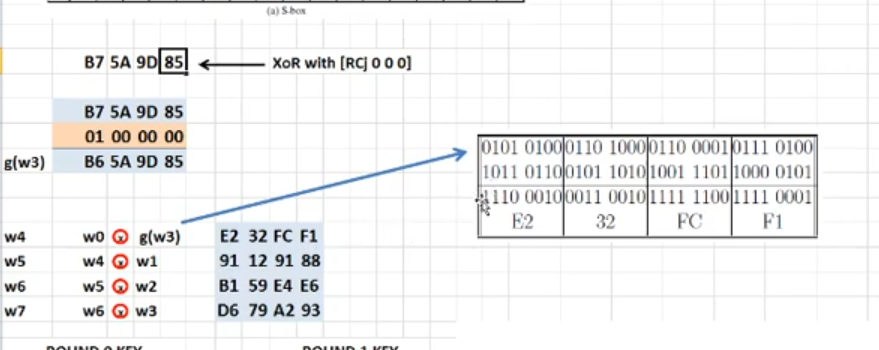 (a) S-box
B7 5A 9D 85 XoR with [RCj 0 0 0]
B7 5A 9D 85
01 00 00 00
g(w3) B6 5A 9D 85
0101 0100 0110 1000 0110 0001 0111 0100
1011 0110 0101 1010 1001 1101 1000 0101
1110 0010 0011 0010 1111 1100 1111 0001
E2 32 FC F1
w4 w0 x g(w3) E2 32 FC F1
w5 w4 x w1 91 12 91 88
w6 w5 x w2 B1 59 E4 E6
w7 w6 x w3 D6 79 A2 93
ROUND 0 KEY ROUND 1 KEY